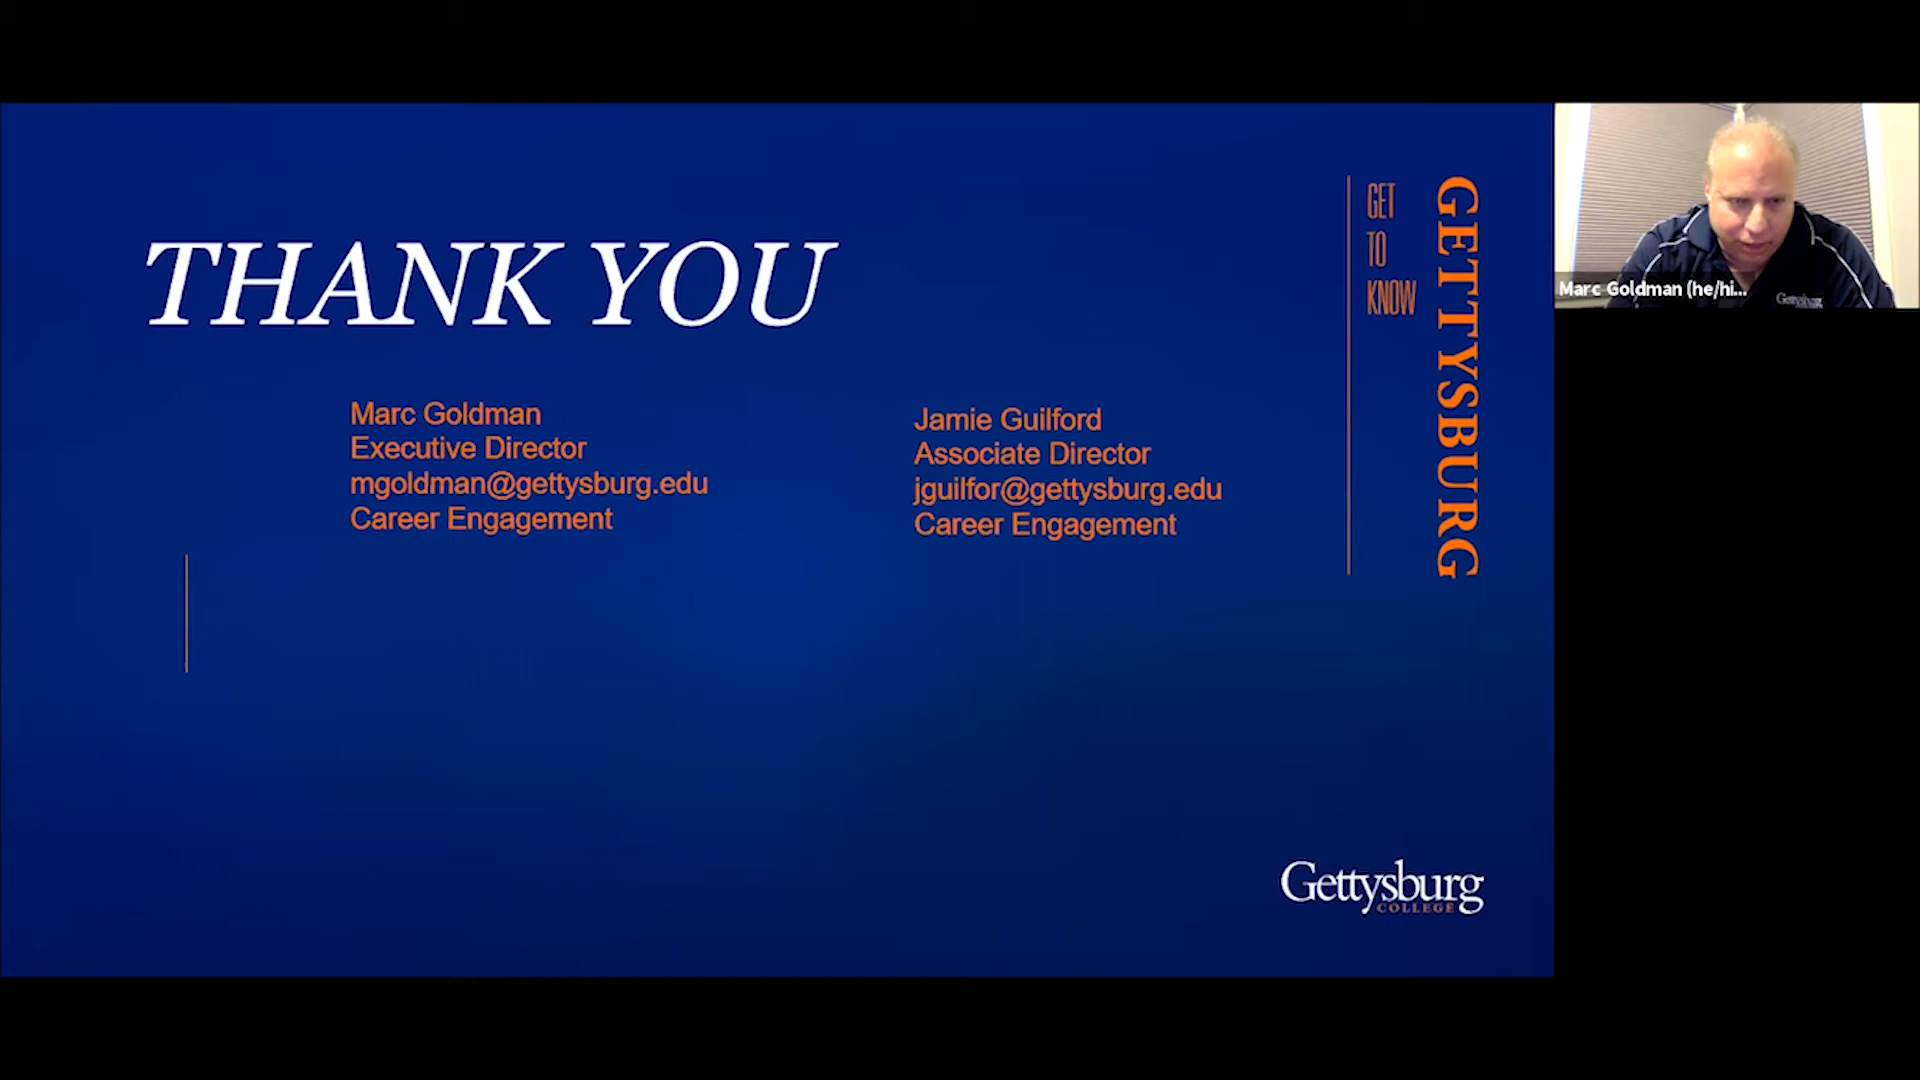 THANK YOU
Marc Goldman
Executive Director
mgoldman@gettysburg.edu
Career Engagement
Jamie Guilford
Associate Director
jguilfor@gettysburg.edu
Career Engagement
GET
TO
KNOW
GETTYSBURG
Gettysburg
COLLEGE
Marc Goldman (he/hi...
Gettysburg